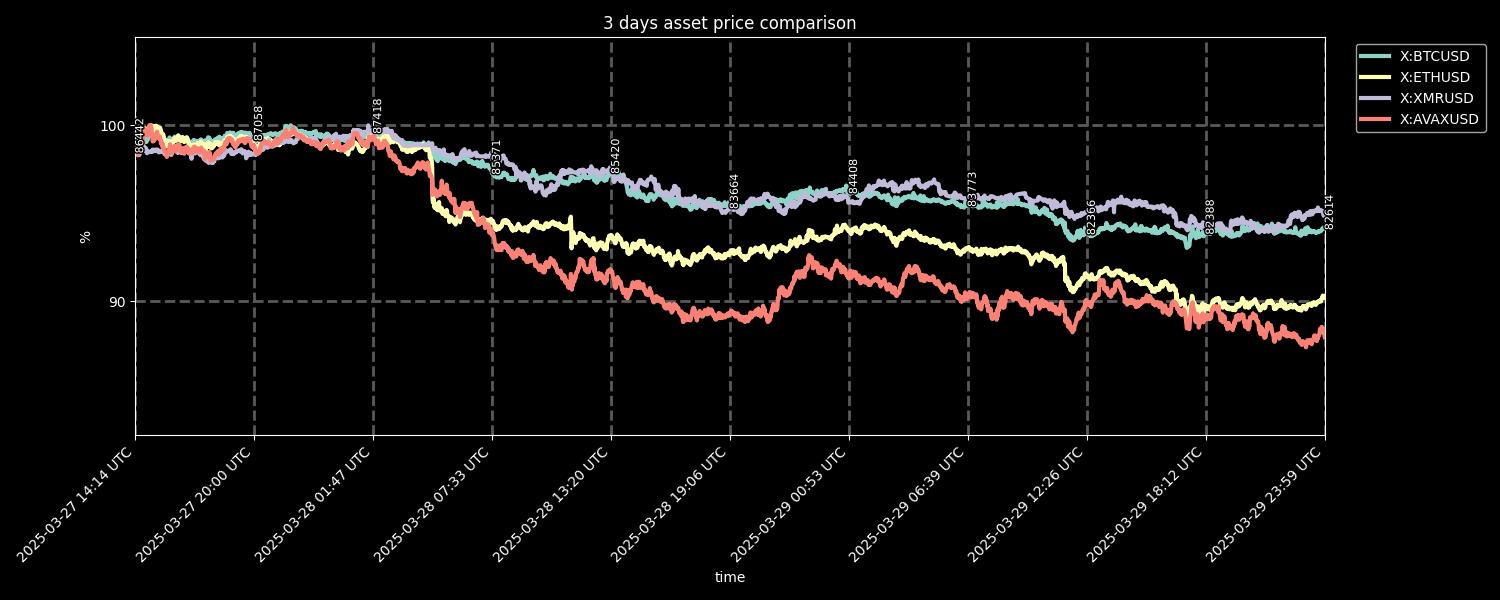 3 days asset price comparison
X:BTCUSD
X:ETHUSD
X:XMRUSD
X:AVAXUSD
%
100
90
87058
87418
85371
85420
83664
84408
83773
82366
82388
82614
2025-03-27 14:14 UTC
2025-03-27 20:00 UTC
2025-03-28 01:47 UTC
2025-03-28 07:33 UTC
2025-03-28 13:20 UTC
2025-03-28 19:06 UTC
2025-03-29 00:53 UTC
2025-03-29 06:39 UTC
2025-03-29 12:26 UTC
2025-03-29 18:12 UTC
2025-03-29 23:59 UTC
time